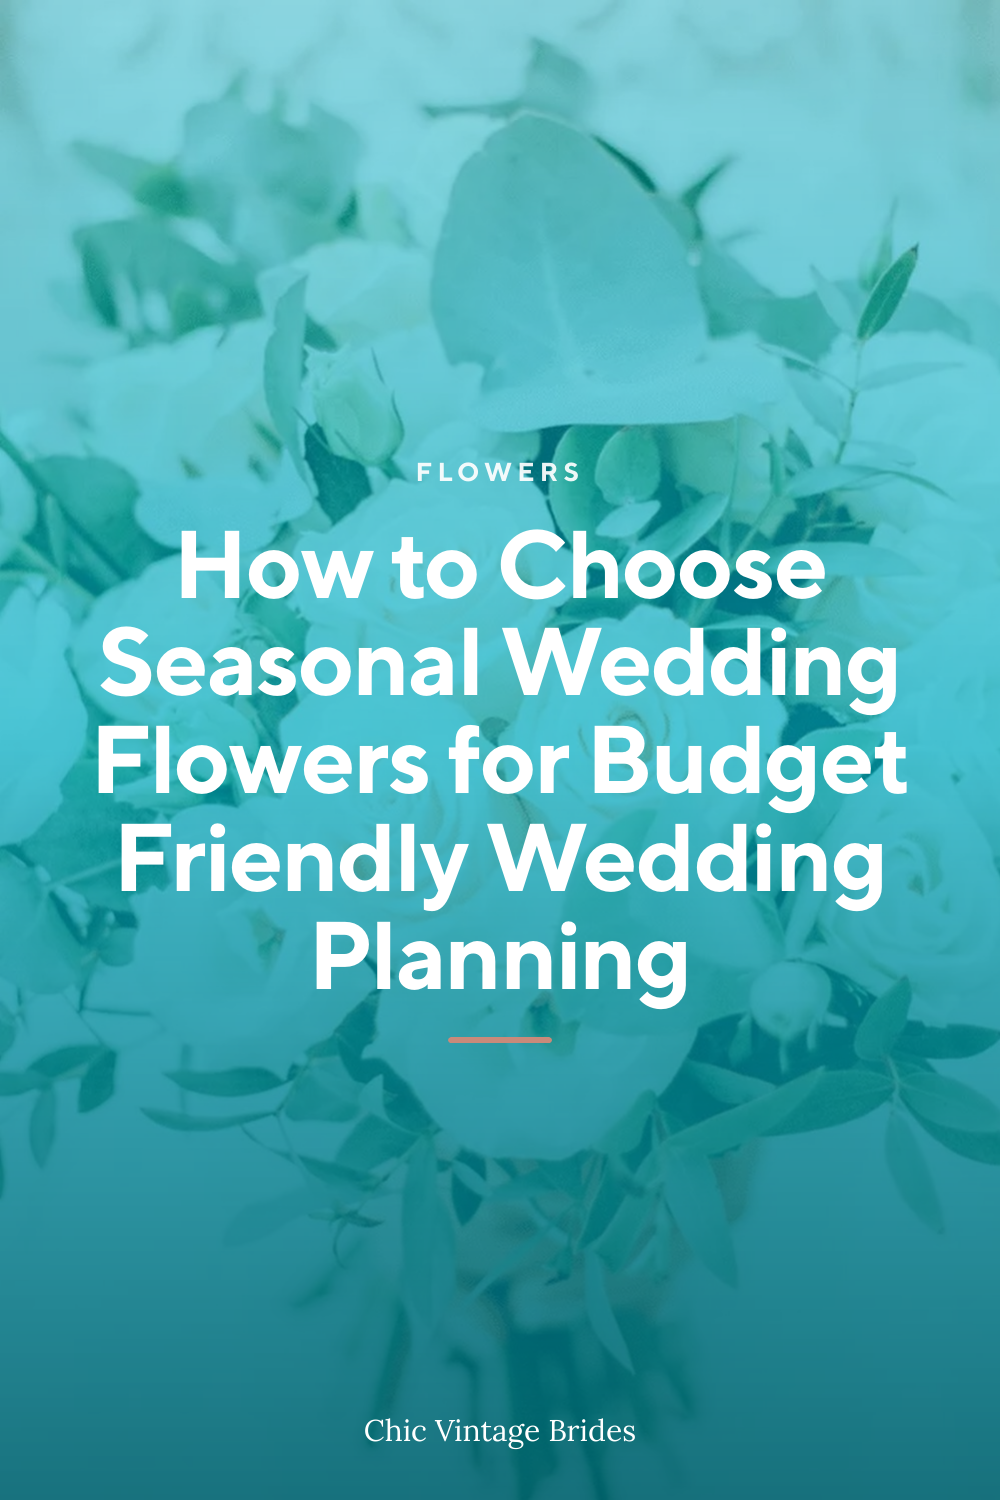 FLOWERS
How to Choose
Seasonal Wedding
Flowers for Budget
Friendly Wedding
Planning
Chic Vintage Brides